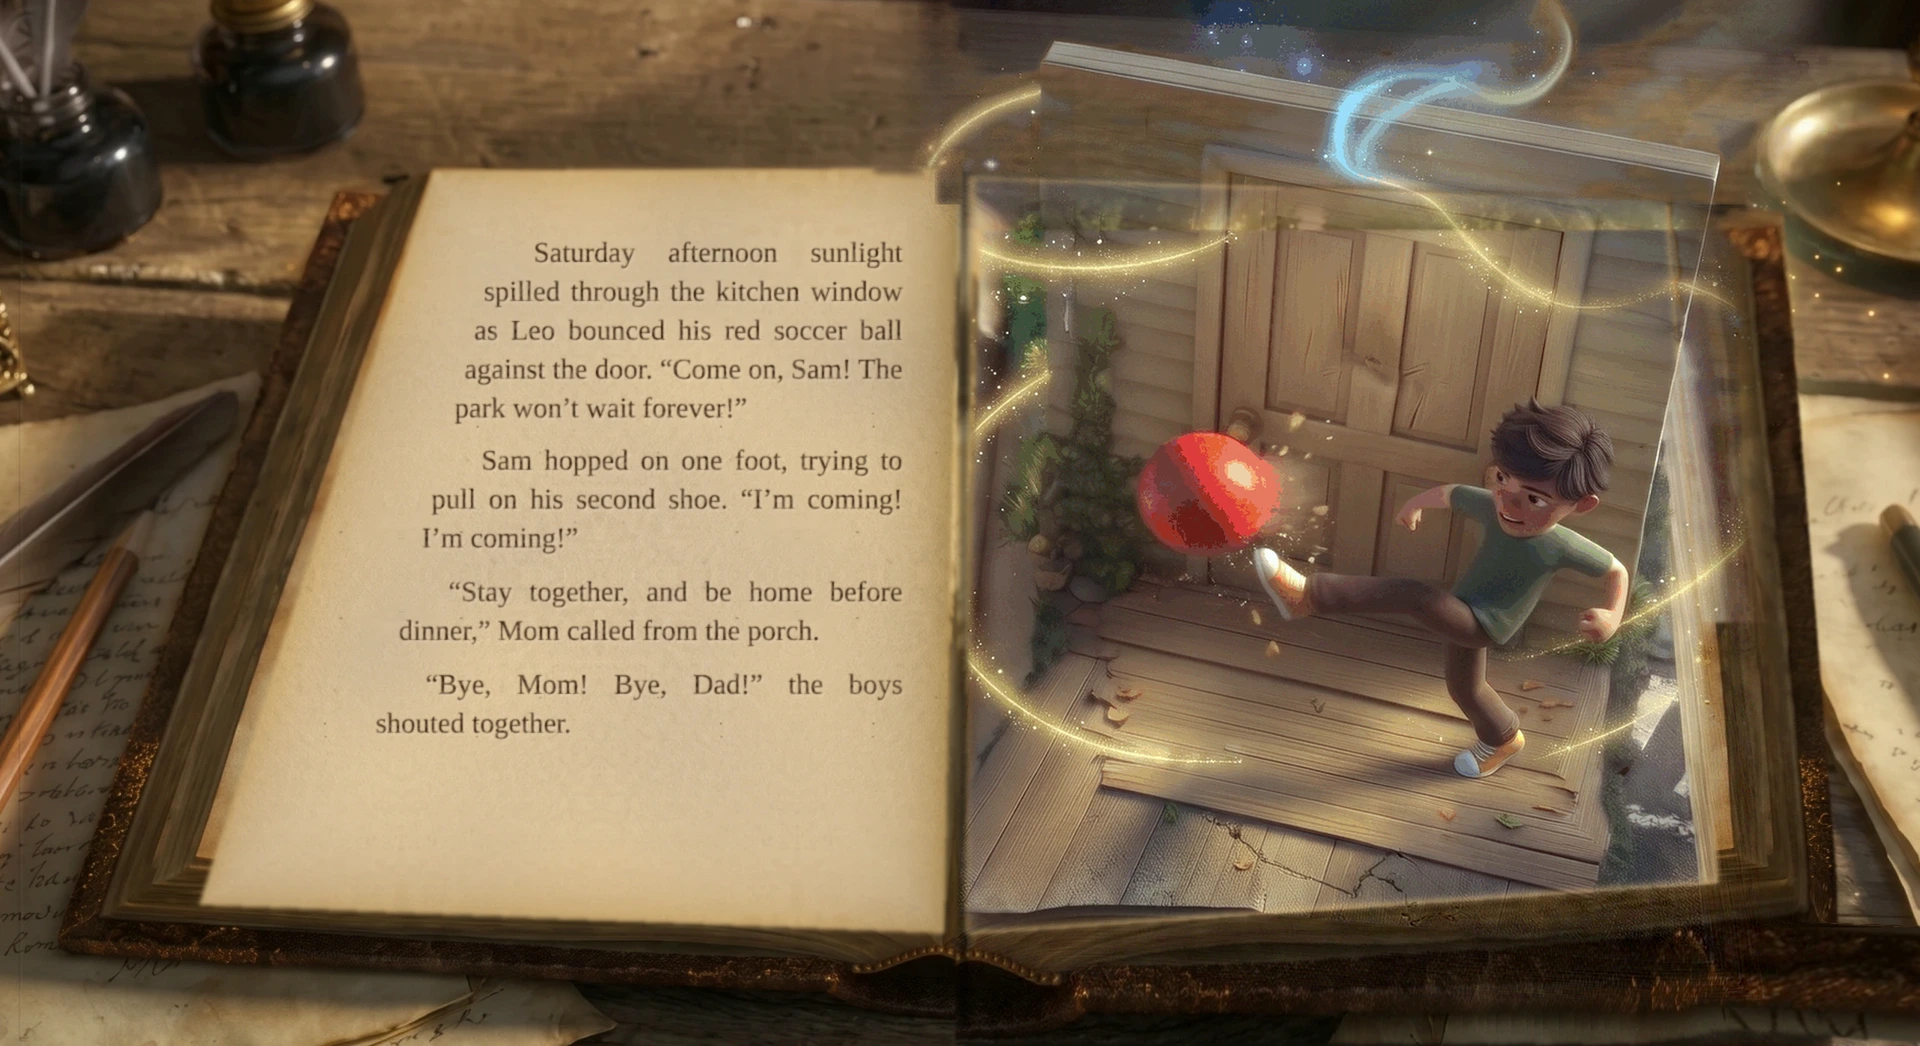 Saturday afternoon sunlight
spilled through the kitchen window
as Leo bounced his red soccer ball
against the door. “Come on, Sam! The
park won’t wait forever!”
Sam hopped on one foot, trying to
pull on his second shoe. “I’m coming!
I’m coming!”
“Stay together, and be home before
dinner,” Mom called from the porch.
“Bye, Mom! Bye, Dad!” the boys
shouted together.